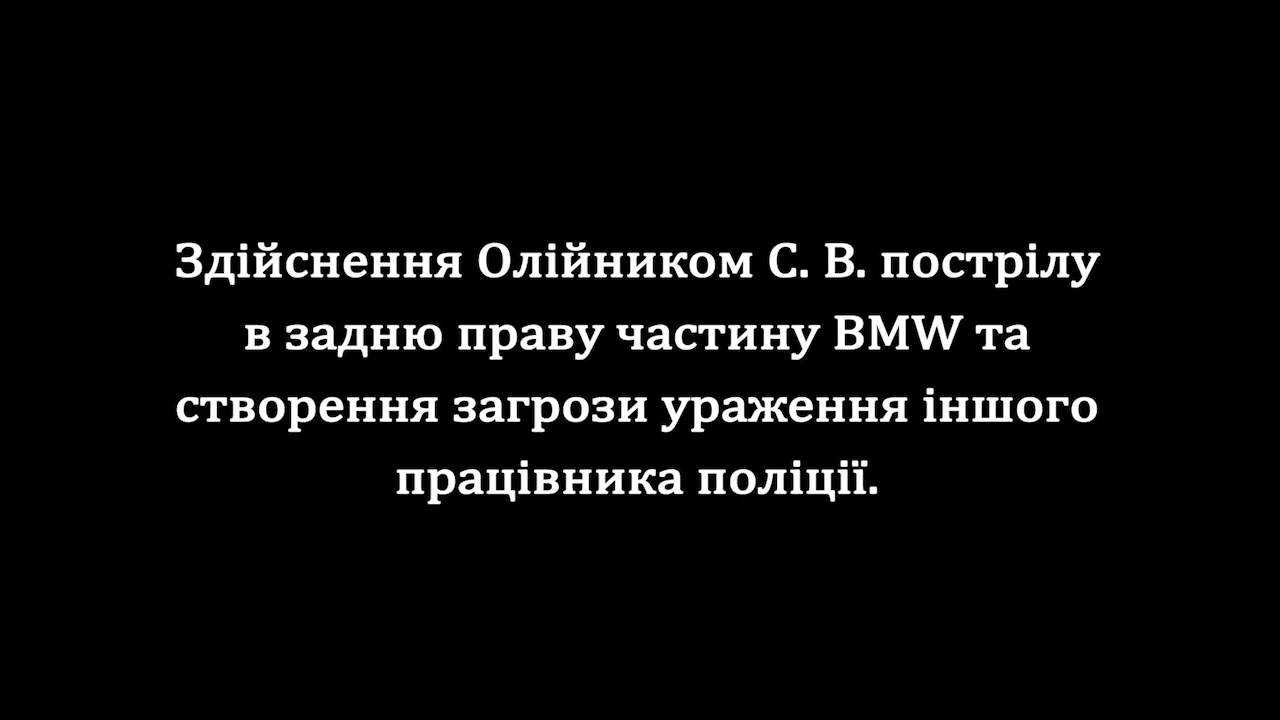 Здійснення Олійником С. В. пострілу
в задню праву частину BMW та
створення загрози ураження іншого
працівника поліції.